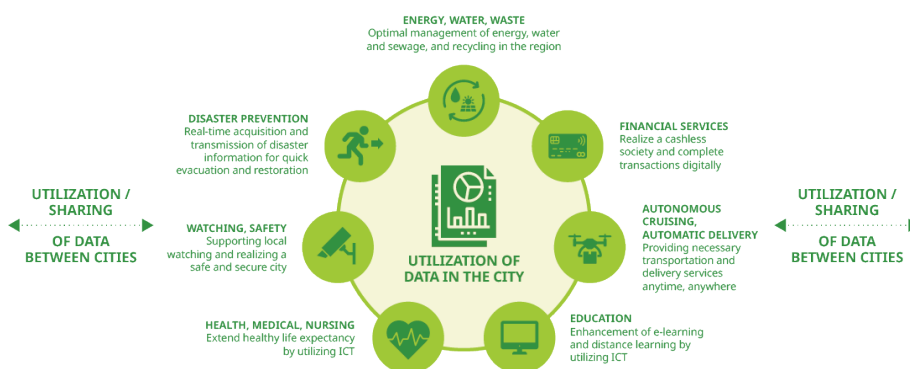 ENERGY, WATER, WASTE
Optimal management of energy, water
and sewage, and recycling in the region
DISASTER PREVENTION
Real-time acquisition and
transmission of disaster
information for quick
evacuation and restoration
FINANCIAL SERVICES
Realize a cashless
society and complete
transactions digitally
UTILIZATION /
SHARING
OF DATA
BETWEEN CITIES
WATCHING, SAFETY
Supporting local
watching and realizing a
safe and secure city
UTILIZATION OF
DATA IN THE CITY
AUTONOMOUS
CRUISING,
AUTOMATIC DELIVERY
Providing necessary
transportation and
delivery services
anytime, anywhere
UTILIZATION /
SHARING
OF DATA
BETWEEN CITIES
HEALTH, MEDICAL, NURSING
Extend healthy life expectancy
by utilizing ICT
EDUCATION
Enhancement of e-learning
and distance learning by
utilizing ICT